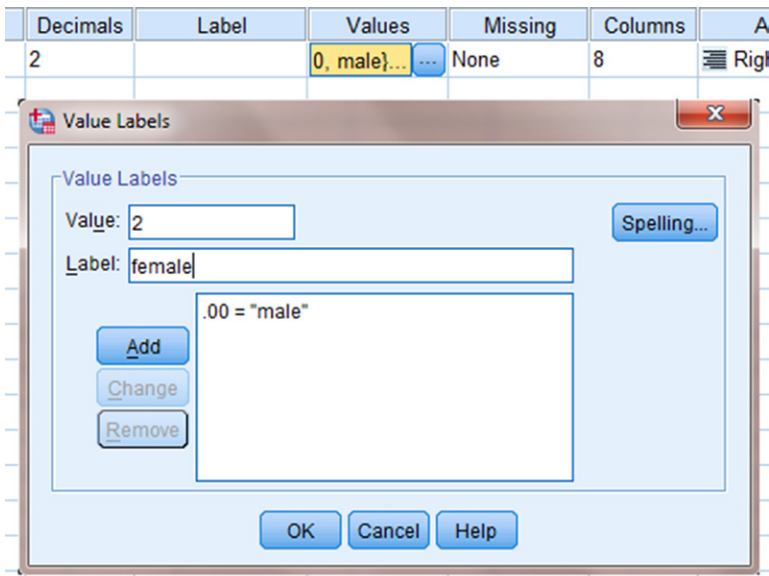 Decimals Label Values Missing Columns A
2 0, male}... ... None 8 Righ
Value Labels
Value Labels
Value: 2
Spelling...
Label: female
.00 = "male"
Add
Change
Remove
OK Cancel Help